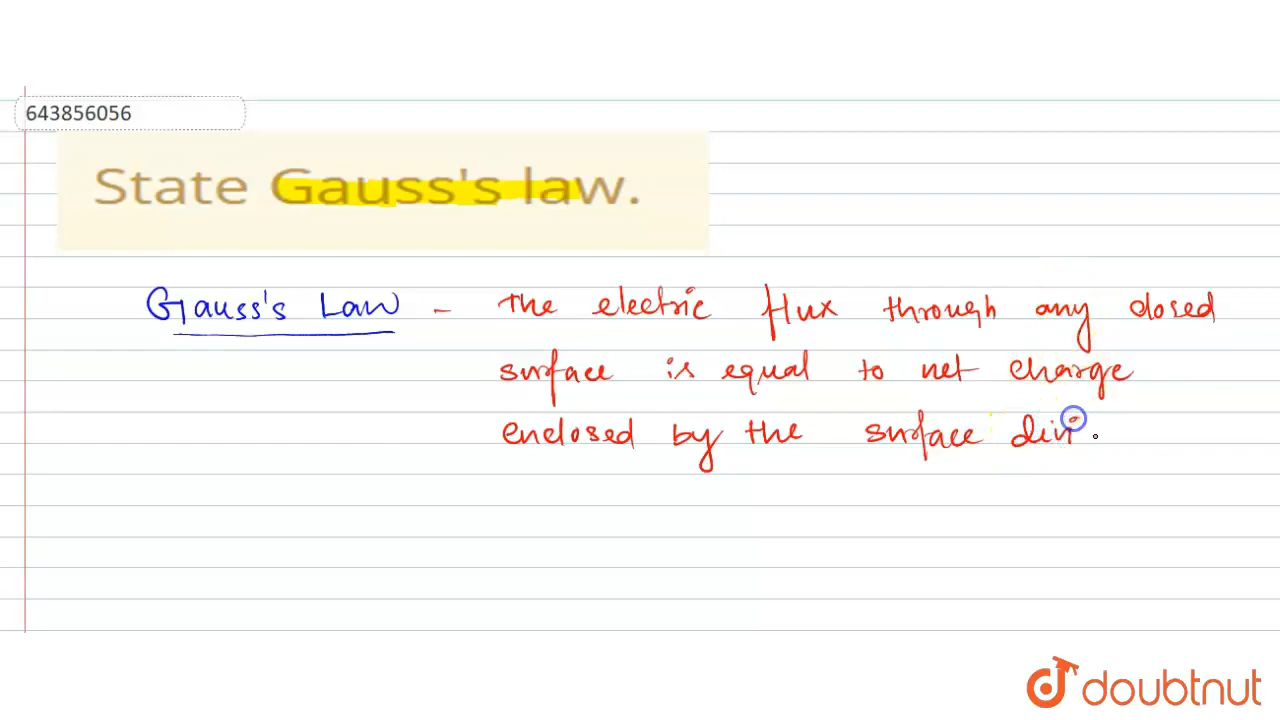 643856056
State Gauss's law.
Gauss's Law - The electric flux through any closed
surface is equal to net charge
enclosed by the surface divi
doubtnut